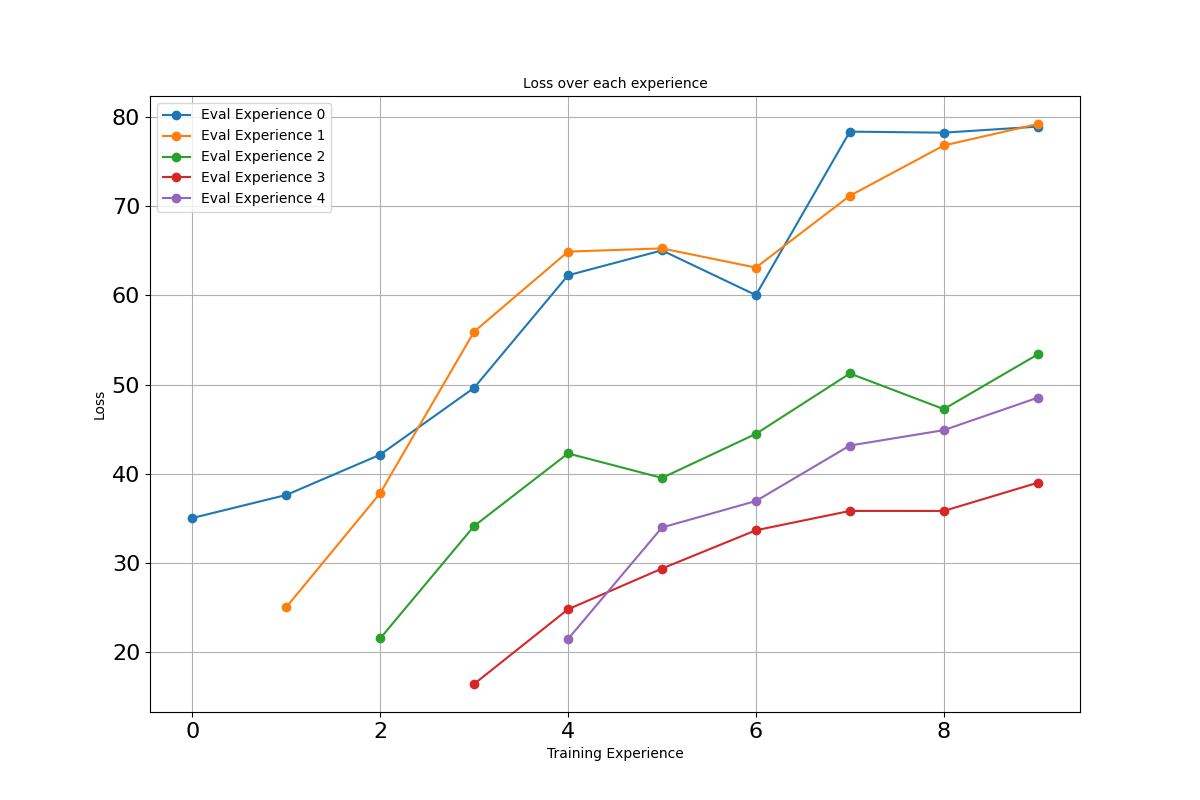 Loss over each experience
Eval Experience 0
Eval Experience 1
Eval Experience 2
Eval Experience 3
Eval Experience 4
80
70
60
50
40
30
20
Loss
0 2 4 6 8
Training Experience